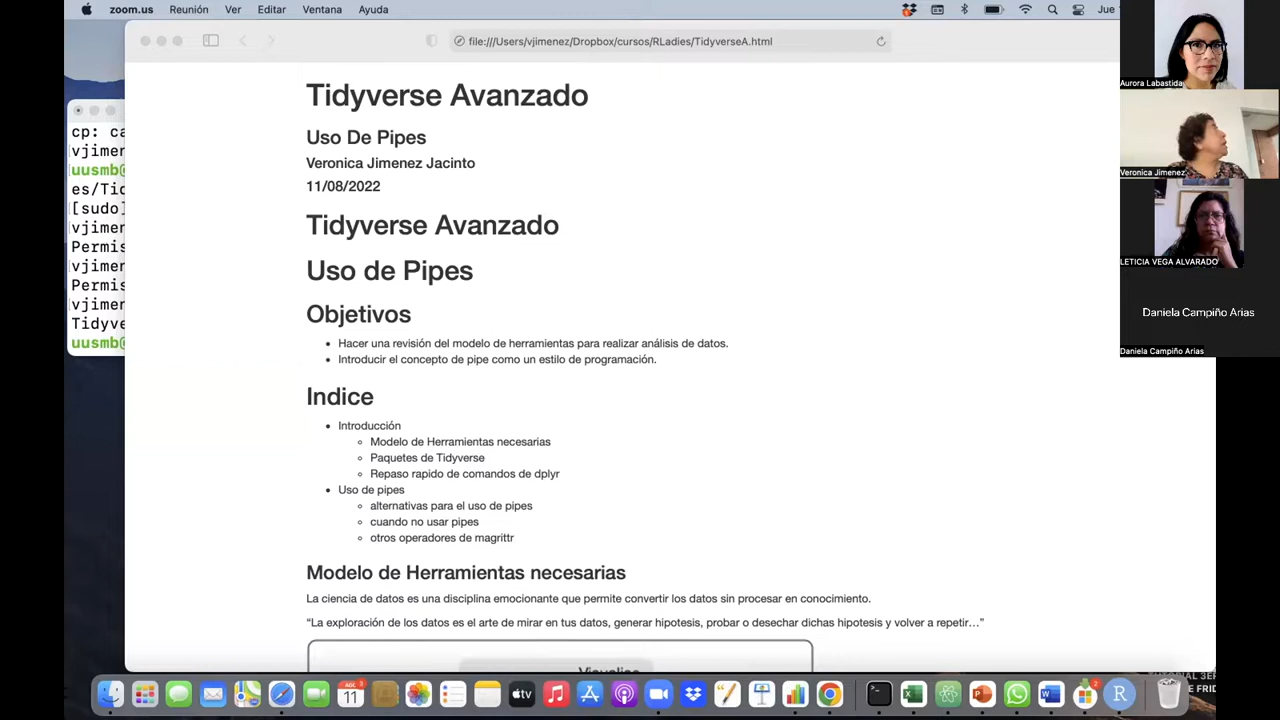 zoom.us Reunión Ver Editar Ventana Ayuda Jue
file:///Users/vjimenez/Dropbox/cursos/RLadies/TidyverseA.html
cp: ca
vjimer
uusmb@
es/Tid
[sudo]
vjimer
Permis
vjimer
Permis
vjimer
Tidyve
uusmb@
Tidyverse Avanzado
Uso De Pipes
Veronica Jimenez Jacinto
11/08/2022
Tidyverse Avanzado
Uso de Pipes
Objetivos
Hacer una revisión del modelo de herramientas para realizar análisis de datos.
Introducir el concepto de pipe como un estilo de programación.
Indice
Introducción
Modelo de Herramientas necesarias
Paquetes de Tidyverse
Repaso rapido de comandos de dplyr
Uso de pipes
alternativas para el uso de pipes
cuando no usar pipes
otros operadores de magrittr
Modelo de Herramientas necesarias
La ciencia de datos es una disciplina emocionante que permite convertir los datos sin procesar en conocimiento.
“La exploración de los datos es el arte de mirar en tus datos, generar hipotesis, probar o desechar dichas hipotesis y volver a repetir…”
Visualise
Aurora Labastida
Veronica Jimenez
LETICIA VEGA ALVARADO
Daniela Campiño Arias
Daniela Campiño Arias
AGO
11
tv
2
E FRID